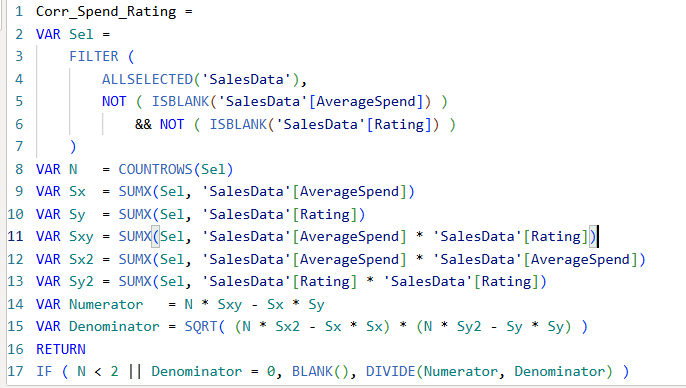 1 Corr_Spend_Rating =
2 VAR Sel =
3 FILTER (
4 ALLSELECTED('SalesData'),
5 NOT ( ISBLANK('SalesData'[AverageSpend]) )
6 && NOT ( ISBLANK('SalesData'[Rating]) )
7 )
8 VAR N = COUNTROWS(Sel)
9 VAR Sx = SUMX(Sel, 'SalesData'[AverageSpend])
10 VAR Sy = SUMX(Sel, 'SalesData'[Rating])
11 VAR Sxy = SUMX(Sel, 'SalesData'[AverageSpend] * 'SalesData'[Rating])
12 VAR Sx2 = SUMX(Sel, 'SalesData'[AverageSpend] * 'SalesData'[AverageSpend])
13 VAR Sy2 = SUMX(Sel, 'SalesData'[Rating] * 'SalesData'[Rating])
14 VAR Numerator = N * Sxy - Sx * Sy
15 VAR Denominator = SQRT( (N * Sx2 - Sx * Sx) * (N * Sy2 - Sy * Sy) )
16 RETURN
17 IF ( N < 2 || Denominator = 0, BLANK(), DIVIDE(Numerator, Denominator) )